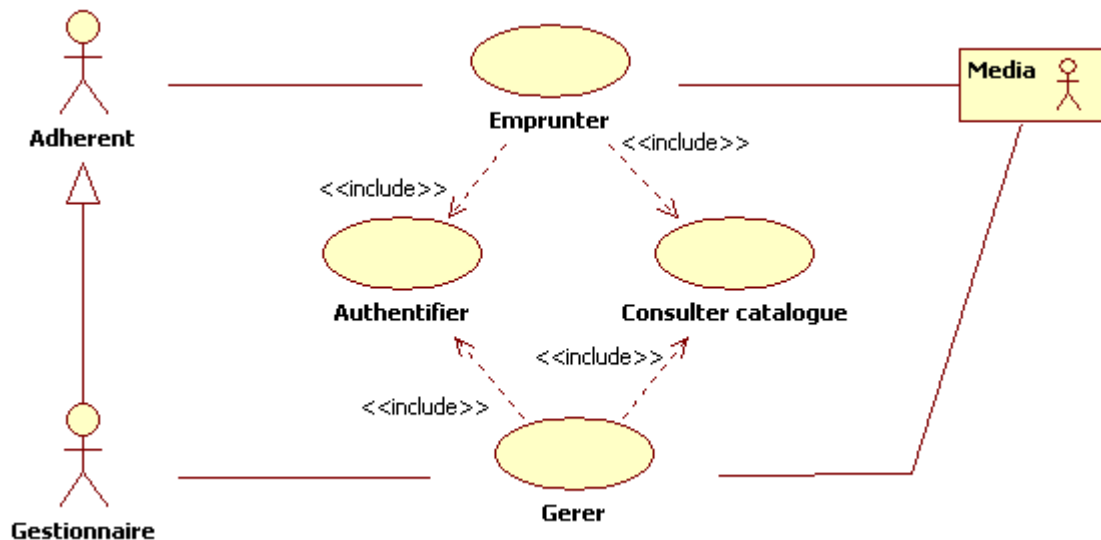 Media
Adherent
Emprunter
<<include>>
<<include>>
Authentifier
Consulter catalogue
<<include>>
<<include>>
Gerer
Gestionnaire